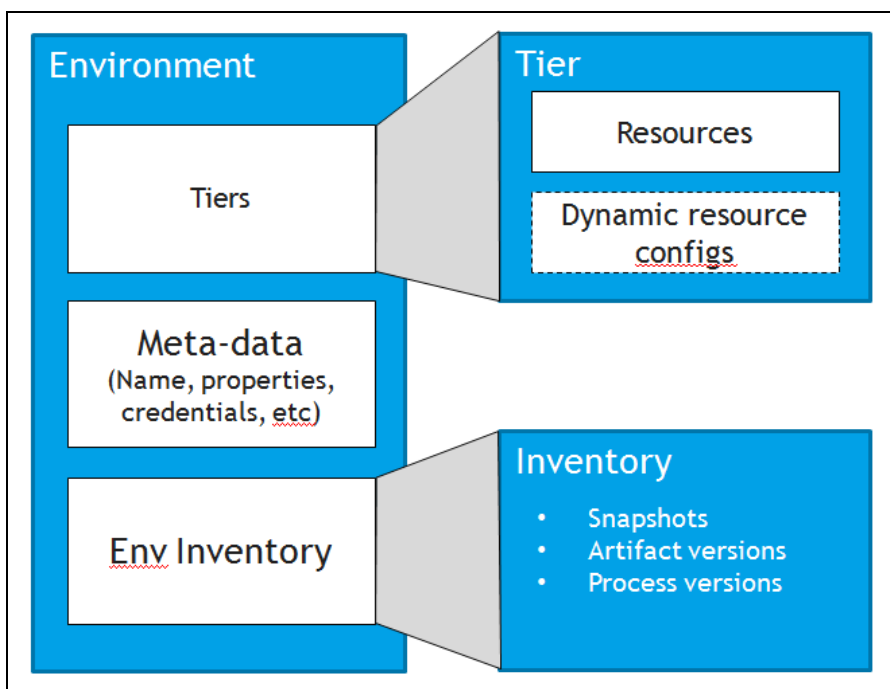 Environment
Tiers
Meta-data
(Name, properties,
credentials, etc)
Env Inventory
Tier
Resources
Dynamic resource
configs
Inventory
• Snapshots
• Artifact versions
• Process versions